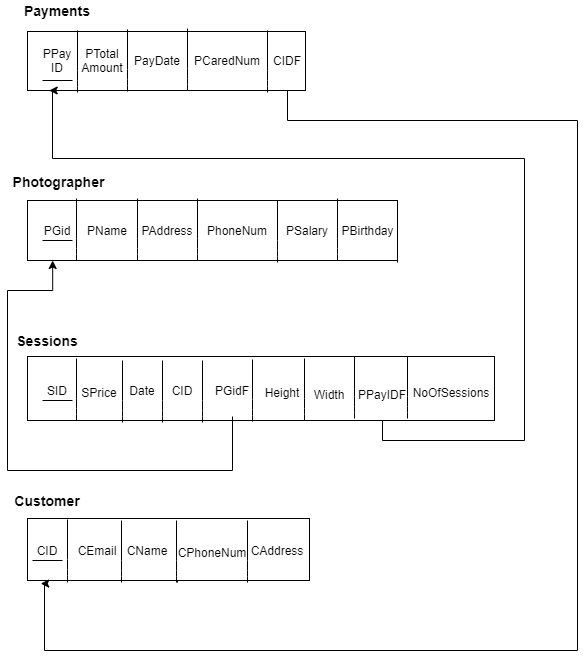 Payments
PPay PTotal PayDate PCaredNum CIDF
ID Amount
Photographer
PGid PName PAddress PhoneNum PSalary PBirthday
Sessions
SID SPrice Date CID PGidF Height Width PPayIDF NoOfSessions
Customer
CID CEmail CName CPhoneNum CAddress